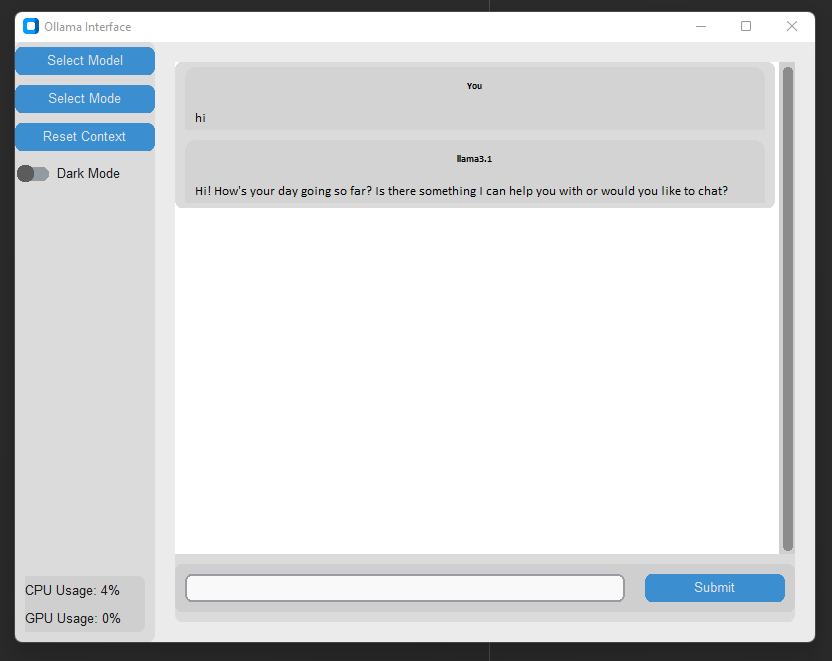 Ollama Interface
Select Model
Select Mode
Reset Context
Dark Mode
CPU Usage: 4%
GPU Usage: 0%
You
hi
llama3.1
Hi! How's your day going so far? Is there something I can help you with or would you like to chat?
Submit